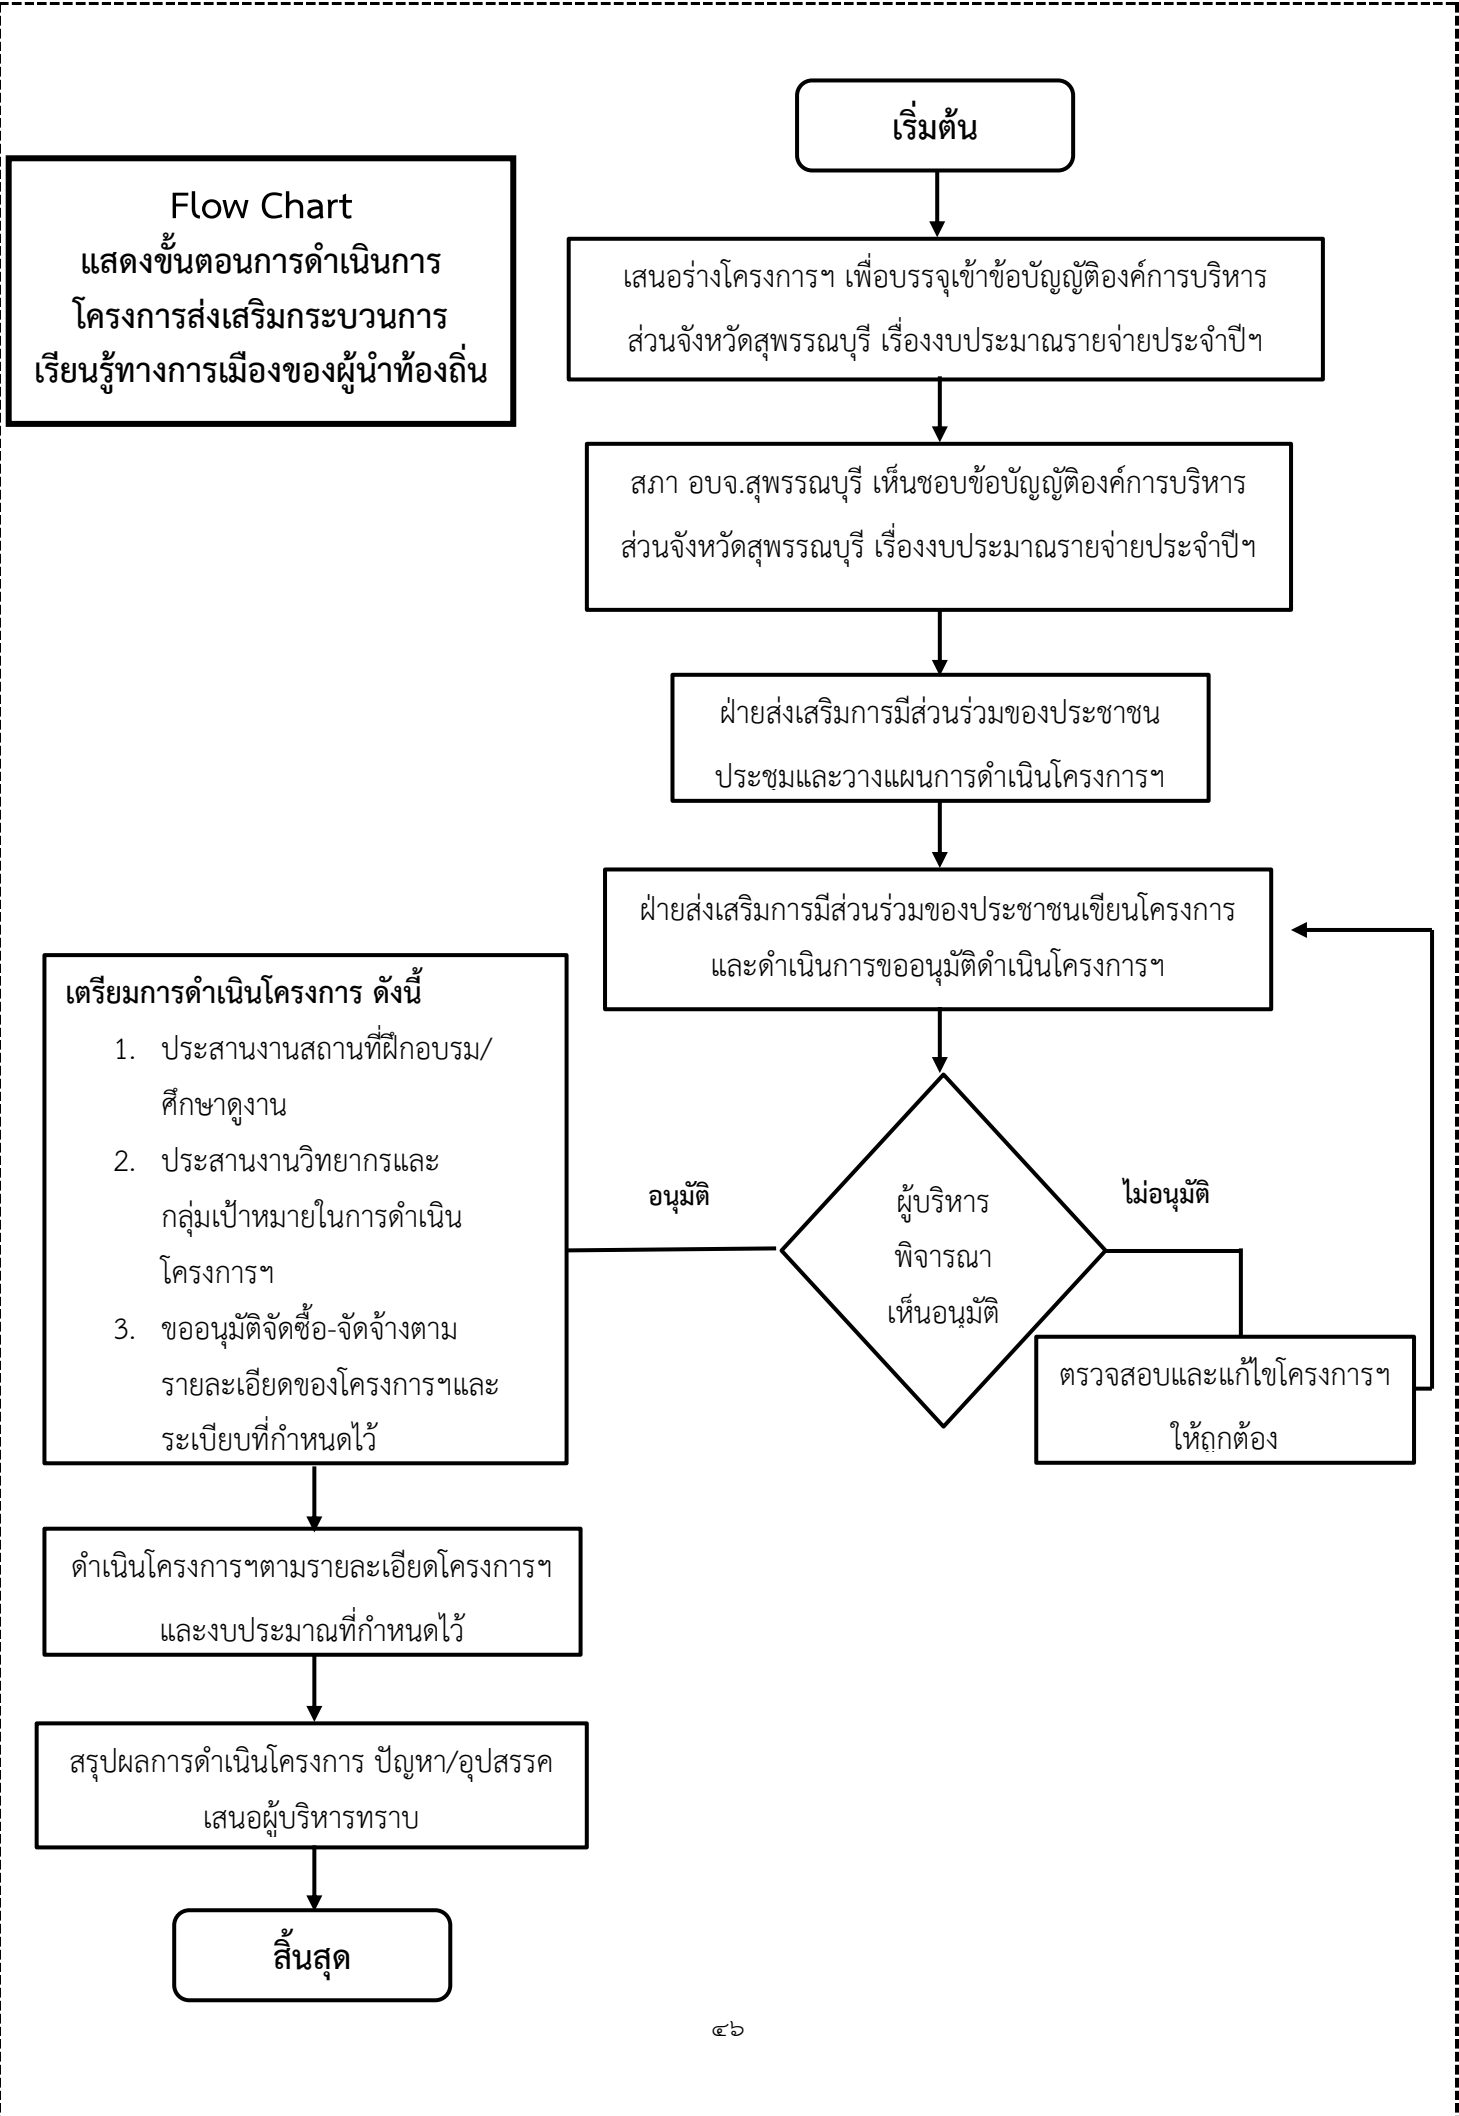 เริ่มต้น
Flow Chart
แสดงขั้นตอนการดำเนินการ
โครงการส่งเสริมกระบวนการ
เรียนรู้ทางการเมืองของผู้นำท้องถิ่น
เสนอร่างโครงการฯ เพื่อบรรจุเข้าข้อบัญญัติองค์การบริหาร
ส่วนจังหวัดสุพรรณบุรี เรื่องงบประมาณรายจ่ายประจำปีฯ
สภา อบจ.สุพรรณบุรี เห็นชอบข้อบัญญัติองค์การบริหาร
ส่วนจังหวัดสุพรรณบุรี เรื่องงบประมาณรายจ่ายประจำปีฯ
ฝ่ายส่งเสริมการมีส่วนร่วมของประชาชน
ประชุมและวางแผนการดำเนินโครงการฯ
ฝ่ายส่งเสริมการมีส่วนร่วมของประชาชนเขียนโครงการ
และดำเนินการขออนุมัติดำเนินโครงการฯ
ผู้บริหาร
พิจารณา
เห็นอนุมัติ
อนุมัติ
ไม่อนุมัติ
ตรวจสอบและแก้ไขโครงการฯ
ให้ถูกต้อง
เตรียมการดำเนินโครงการ ดังนี้
1. ประสานงานสถานที่ฝึกอบรม/
ศึกษาดูงาน
2. ประสานงานวิทยากรและ
กลุ่มเป้าหมายในการดำเนิน
โครงการฯ
3. ขออนุมัติจัดซื้อ-จัดจ้างตาม
รายละเอียดของโครงการฯและ
ระเบียบที่กำหนดไว้
ดำเนินโครงการฯตามรายละเอียดโครงการฯ
และงบประมาณที่กำหนดไว้
สรุปผลการดำเนินโครงการ ปัญหา/อุปสรรค
เสนอผู้บริหารทราบ
สิ้นสุด
๔๖